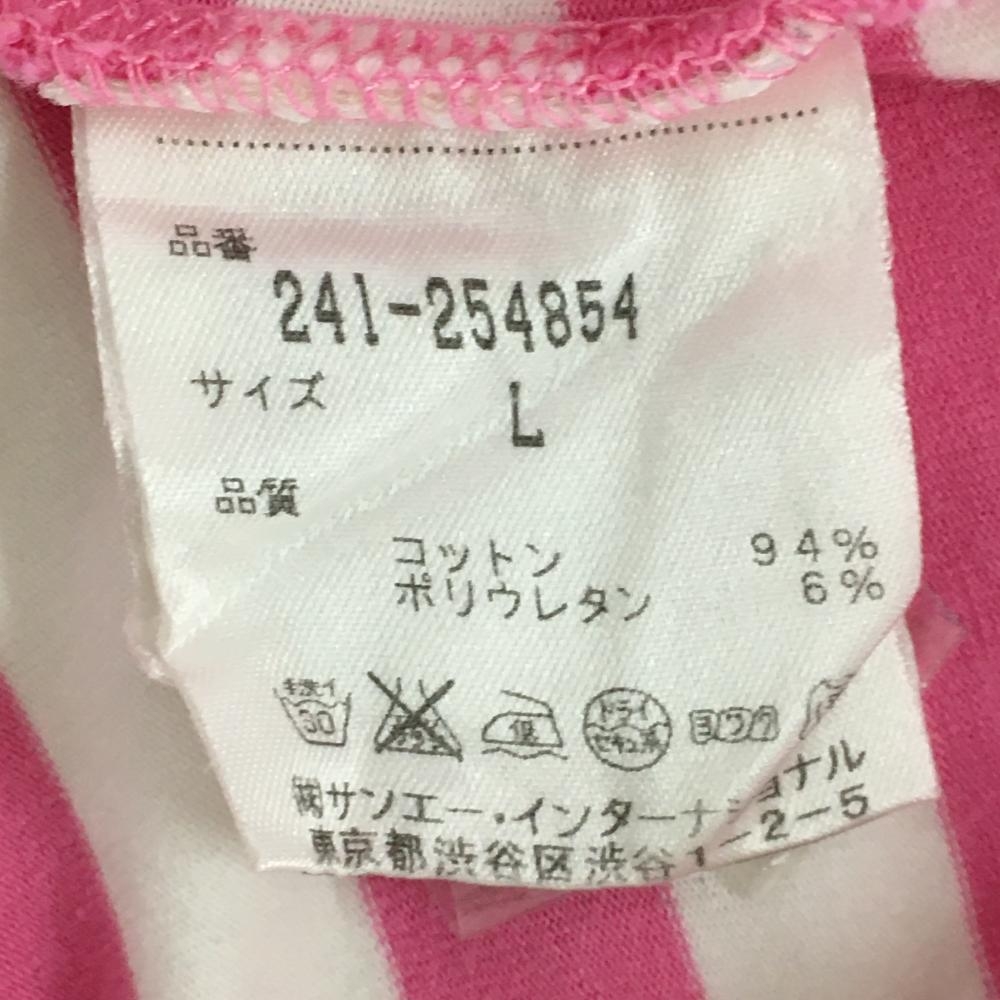 品番
241-254854
サイズ L
品質
コットン 94%
ポリウレタン 6%
手洗イ 30 低 ドライ セキユ系 ヨワク
㈱サンエー・インターナショナル
東京都渋谷区渋谷1-2-5